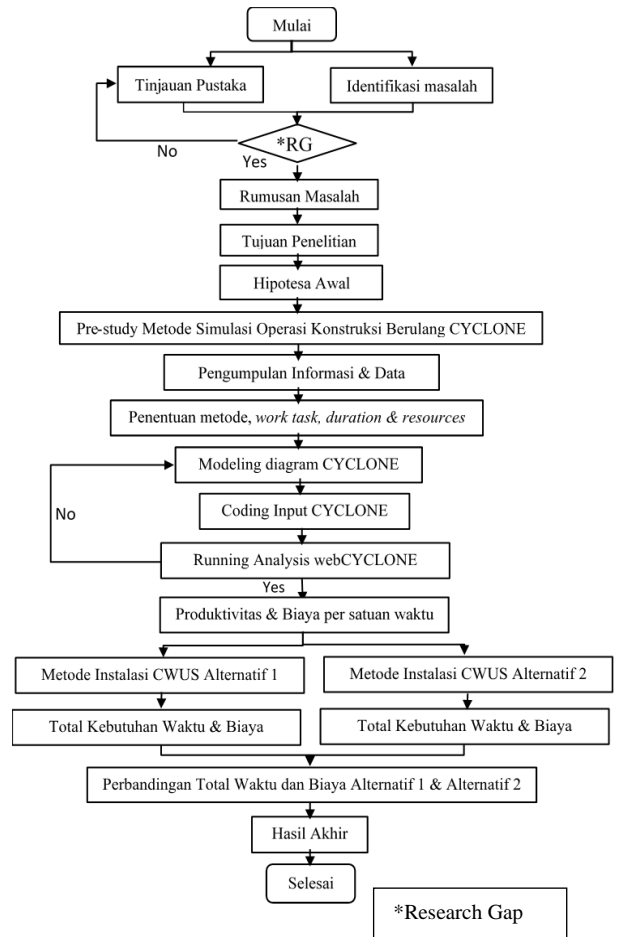 Mulai
Tinjauan Pustaka
Identifikasi masalah
*RG
No
Yes
Rumusan Masalah
Tujuan Penelitian
Hipotesa Awal
Pre-study Metode Simulasi Operasi Konstruksi Berulang CYCLONE
Pengumpulan Informasi & Data
Penentuan metode, work task, duration & resources
Modeling diagram CYCLONE
No
Coding Input CYCLONE
Running Analysis webCYCLONE
Yes
Produktivitas & Biaya per satuan waktu
Metode Instalasi CWUS Alternatif 1
Metode Instalasi CWUS Alternatif 2
Total Kebutuhan Waktu & Biaya
Total Kebutuhan Waktu & Biaya
Perbandingan Total Waktu dan Biaya Alternatif 1 & Alternatif 2
Hasil Akhir
Selesai
*Research Gap